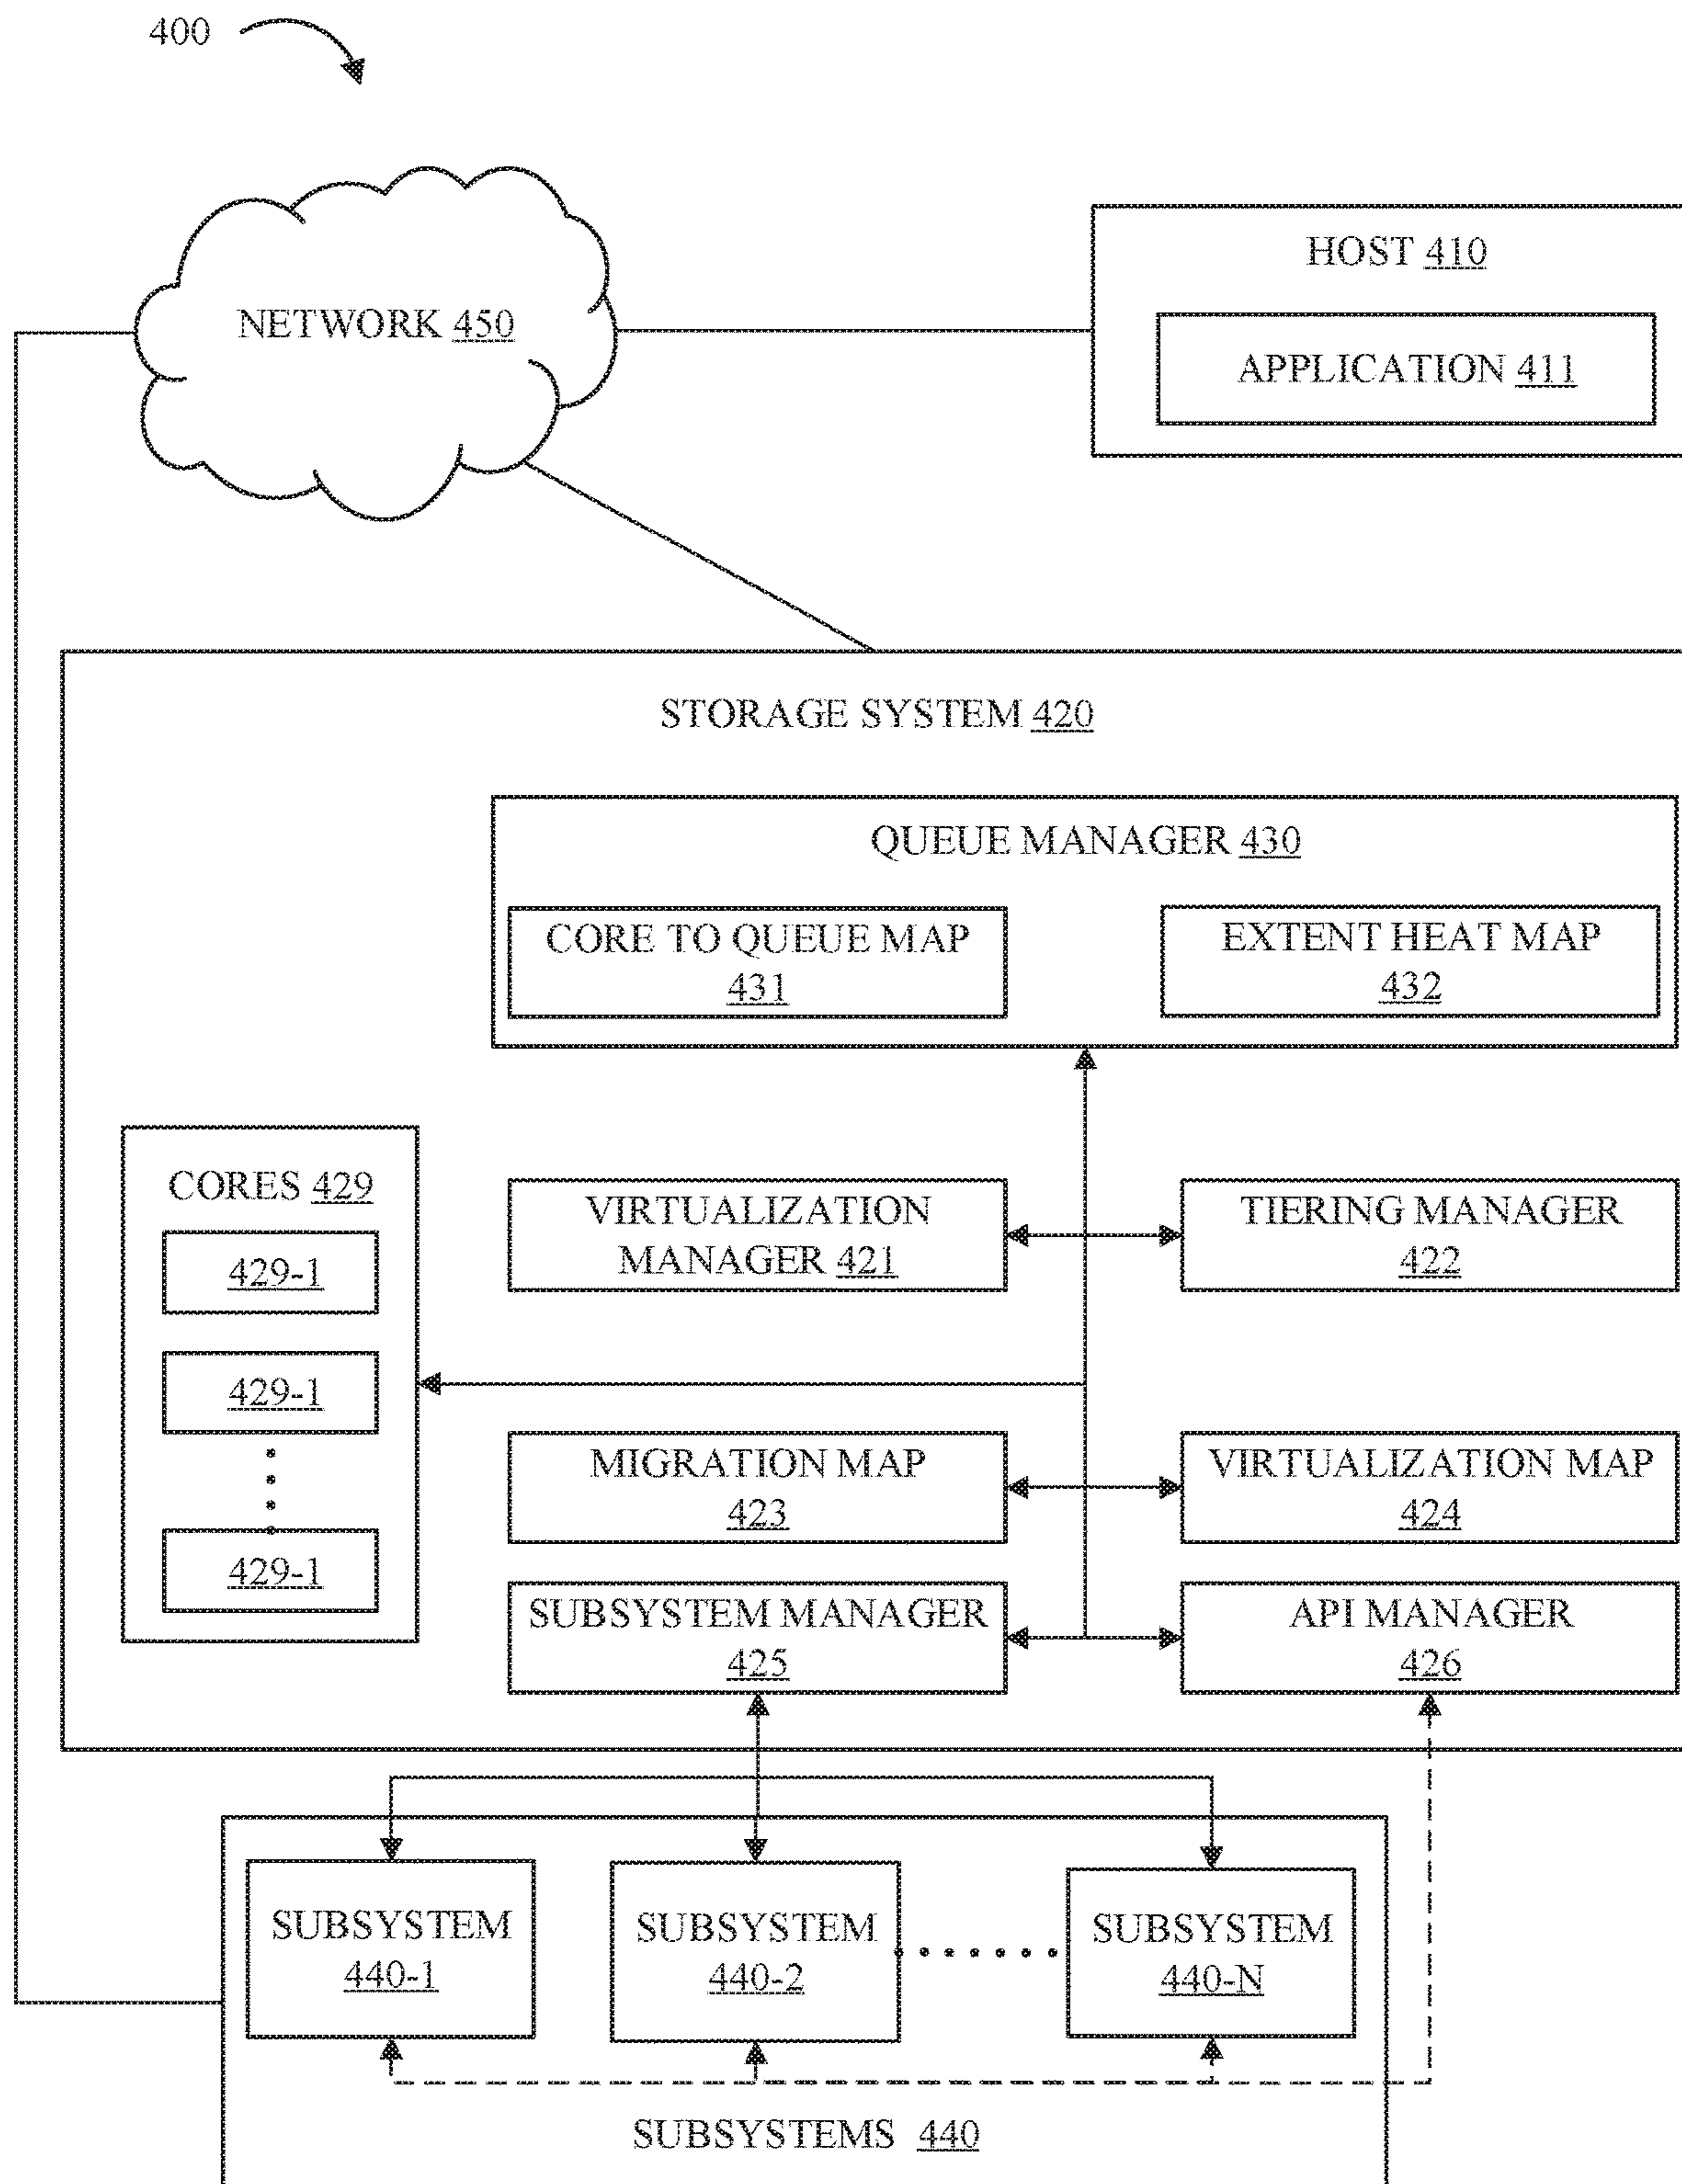 400
HOST 410
NETWORK 450
APPLICATION 411
STORAGE SYSTEM 420
QUEUE MANAGER 430
CORE TO QUEUE MAP
431
EXTENT HEAT MAP
432
CORES 429
429-1
429-1
429-1
VIRTUALIZATION
MANAGER 421
TIERING MANAGER
422
MIGRATION MAP
423
VIRTUALIZATION MAP
424
SUBSYSTEM MANAGER
425
API MANAGER
426
SUBSYSTEM
440-1
SUBSYSTEM
440-2
SUBSYSTEM
440-N
SUBSYSTEMS 440